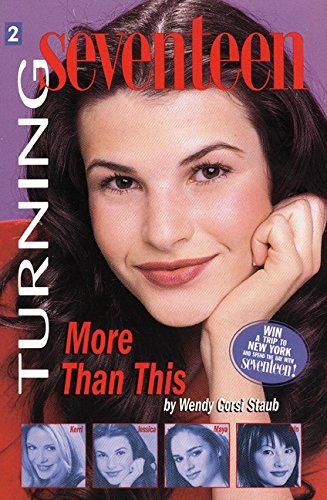 2
seventeen
TURNING
More
Than This
by Wendy Corsi Staub
WIN
A TRIP TO
NEW YORK
AND SPEND THE DAY WITH
seventeen!
Kerri
Jessica
Maya